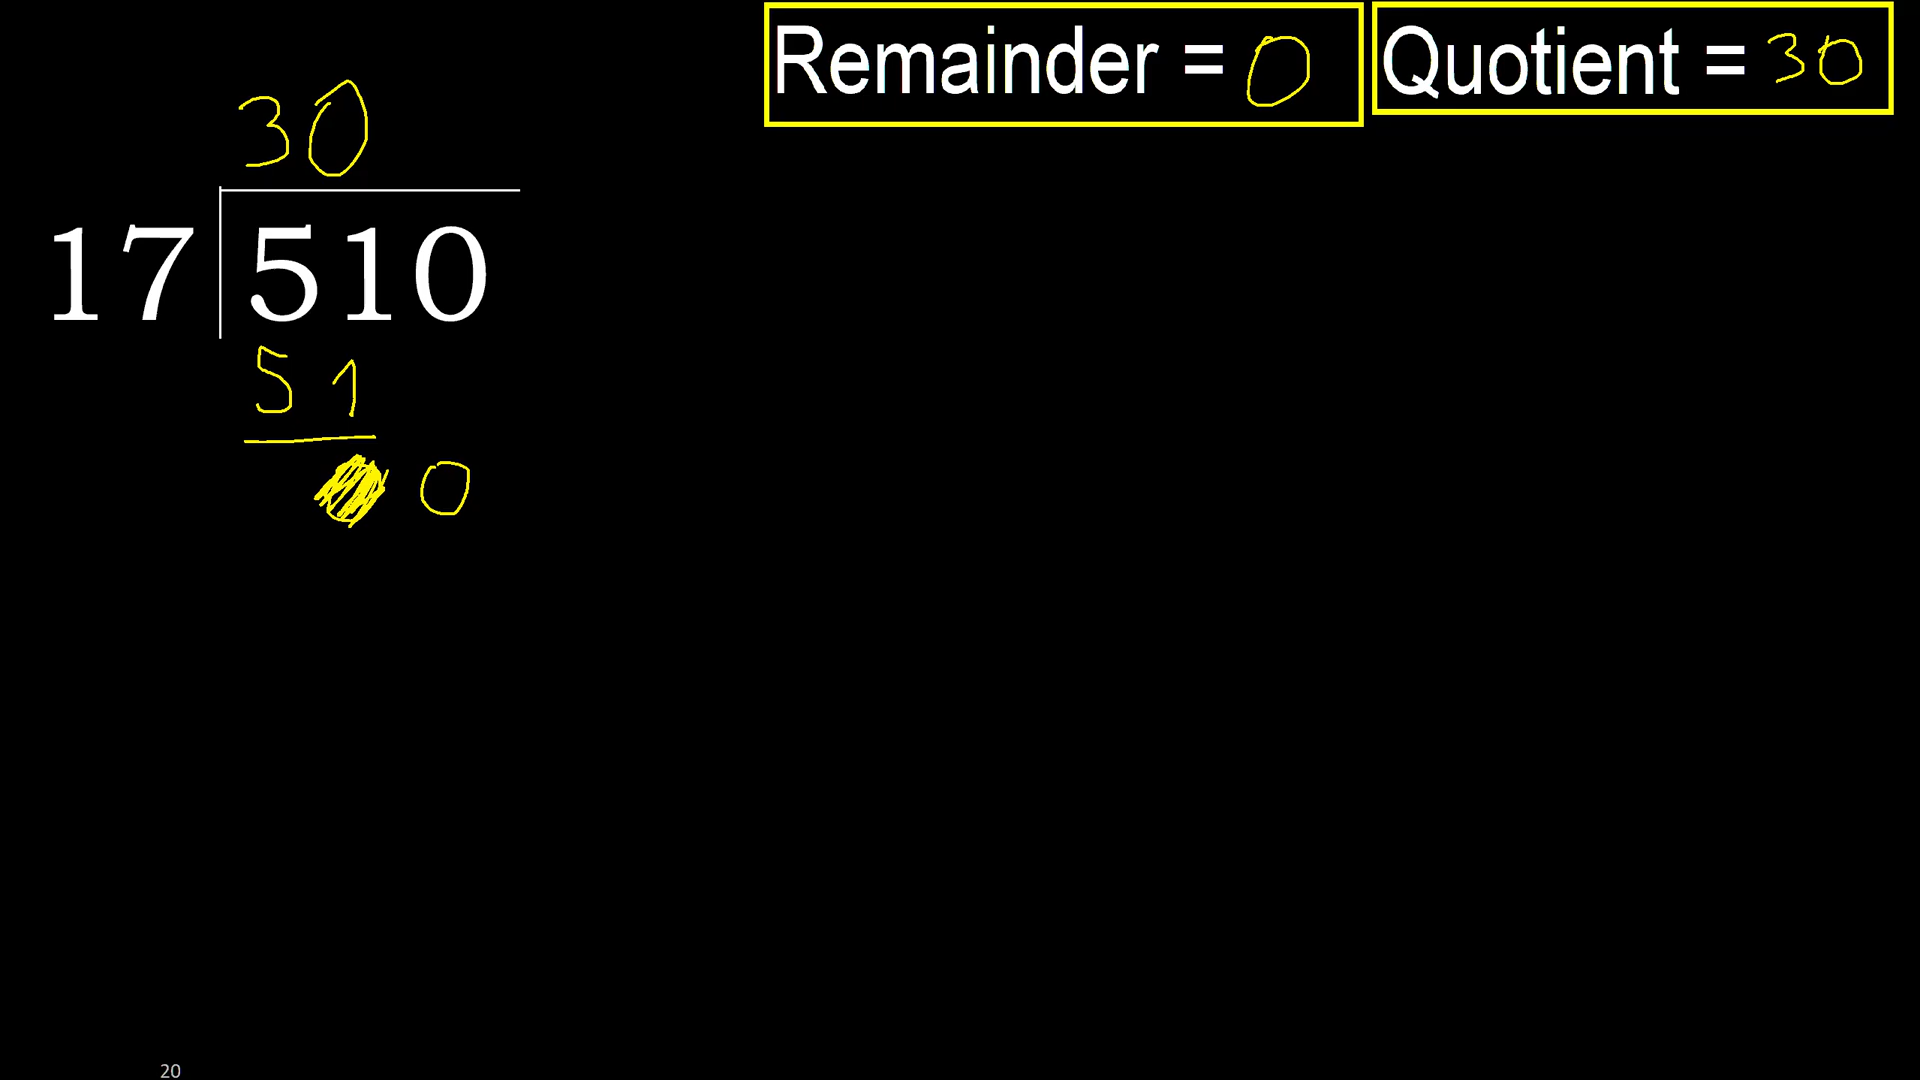 Remainder = 0
Quotient = 30
30
17 510
51
0
20